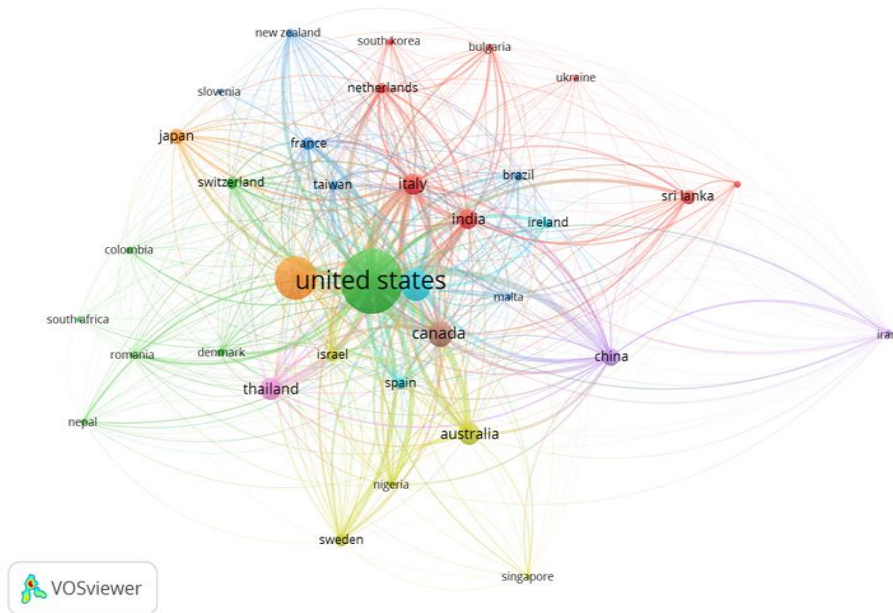 new zealand
south korea
bulgaria
ukraine
netherlands
slovenia
japan
france
switzerland
taiwan
italy
brazil
sri lanka
india
ireland
colombia
united states
malta
south africa
canada
iran
romania
denmark
israel
china
thailand
spain
nepal
australia
nigeria
sweden
singapore
VOSviewer